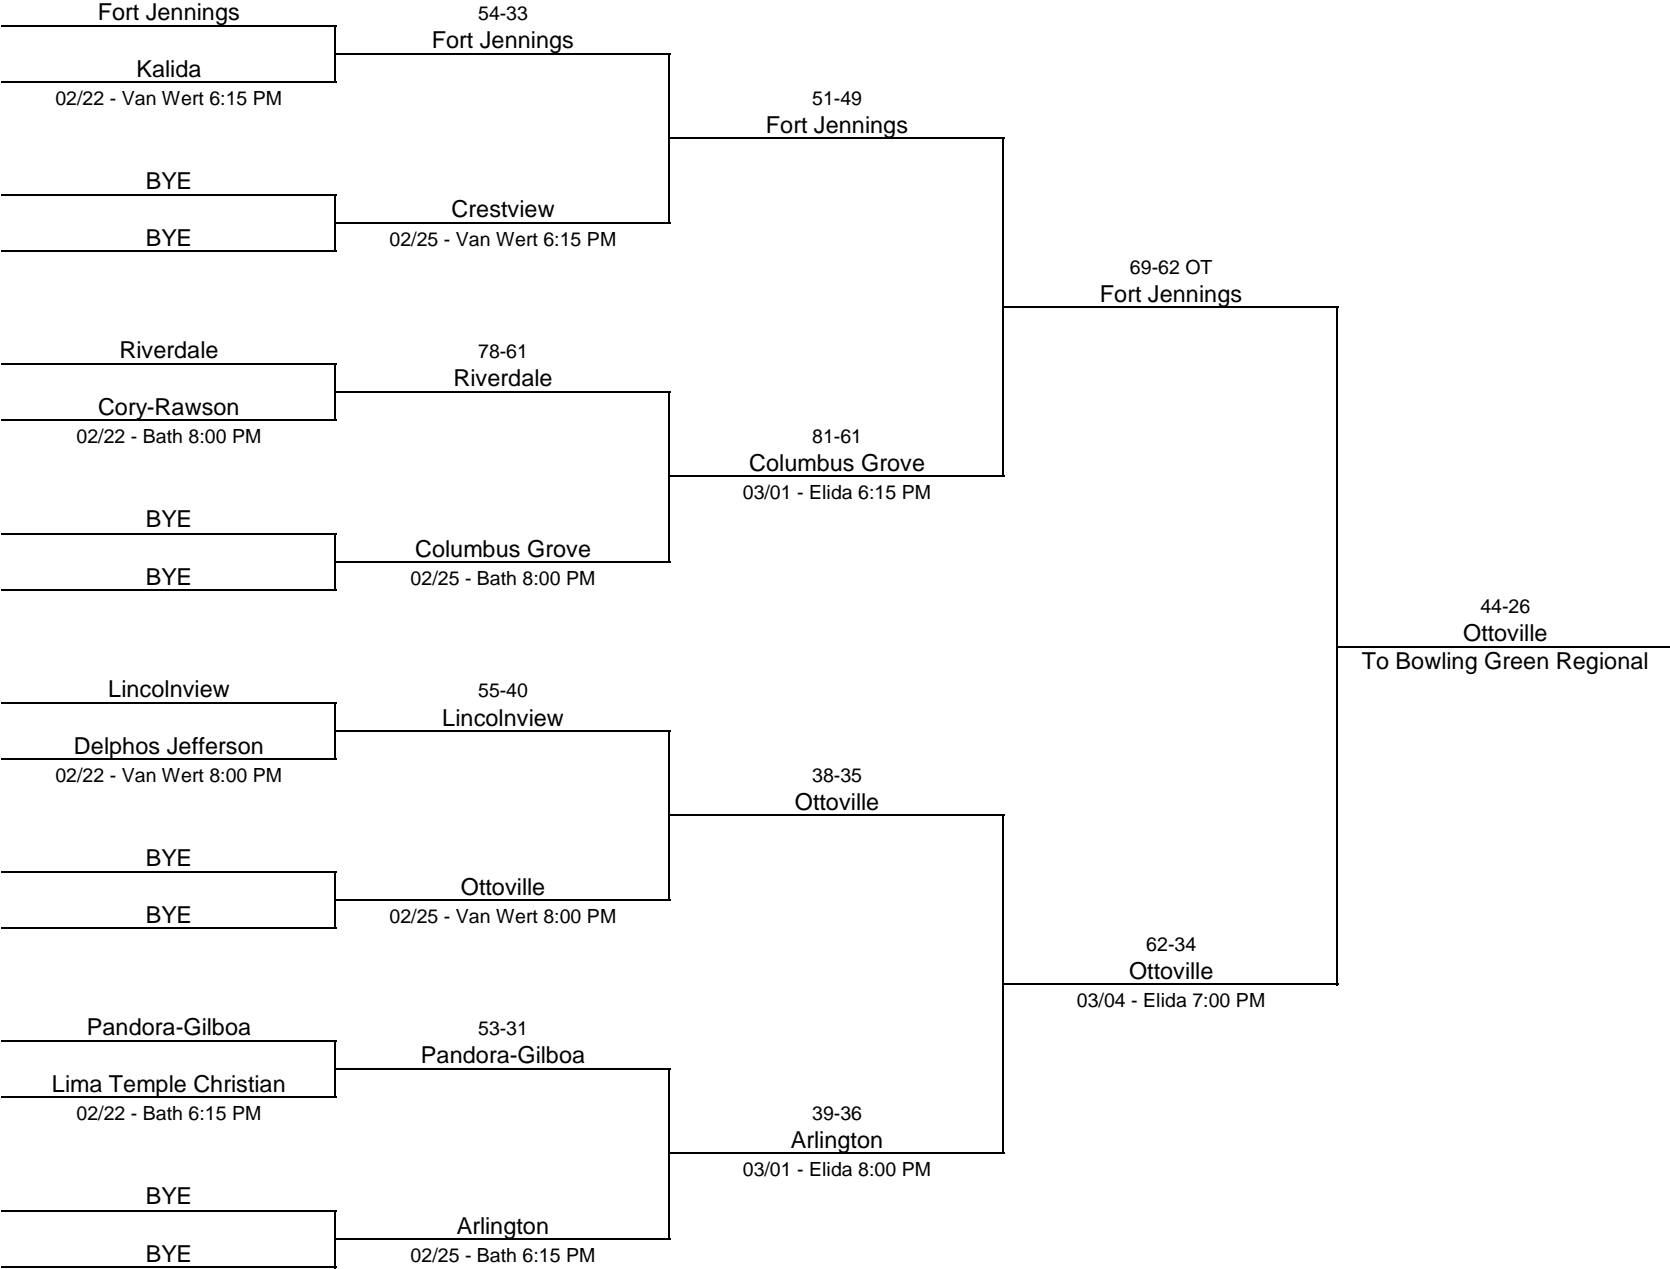 Fort Jennings
Kalida
02/22 - Van Wert 6:15 PM
BYE
BYE
Riverdale
Cory-Rawson
02/22 - Bath 8:00 PM
BYE
BYE
Lincolnview
Delphos Jefferson
02/22 - Van Wert 8:00 PM
BYE
BYE
Pandora-Gilboa
Lima Temple Christian
02/22 - Bath 6:15 PM
BYE
BYE
54-33
Fort Jennings
Crestview
02/25 - Van Wert 6:15 PM
78-61
Riverdale
Columbus Grove
02/25 - Bath 8:00 PM
55-40
Lincolnview
Ottoville
02/25 - Van Wert 8:00 PM
53-31
Pandora-Gilboa
Arlington
02/25 - Bath 6:15 PM
51-49
Fort Jennings
81-61
Columbus Grove
03/01 - Elida 6:15 PM
38-35
Ottoville
39-36
Arlington
03/01 - Elida 8:00 PM
69-62 OT
Fort Jennings
62-34
Ottoville
03/04 - Elida 7:00 PM
44-26
Ottoville
To Bowling Green Regional